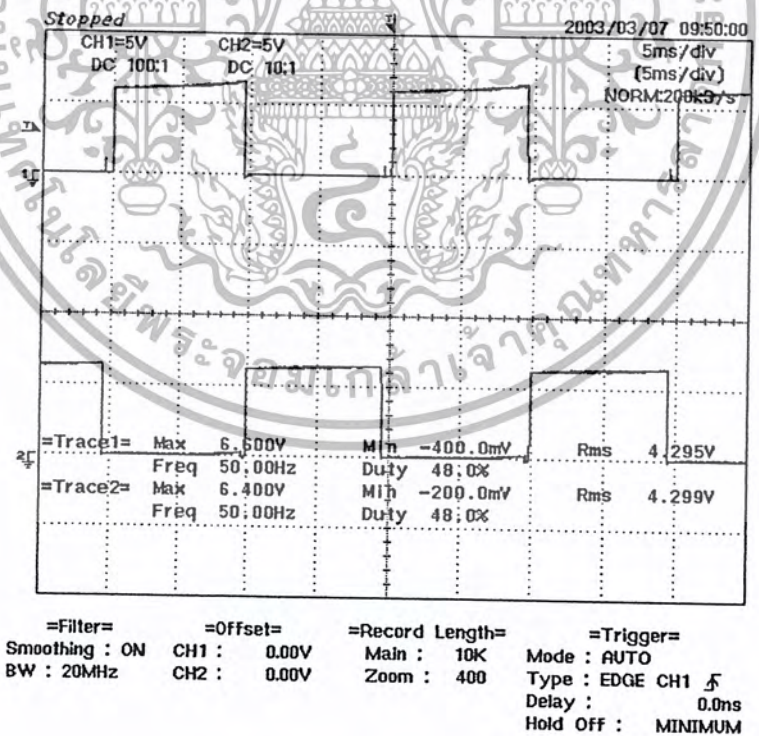 Stopped 2003/03/07 09:50:00
CH1=5V CH2=5V 5ms/div
DC 100:1 DC 10:1 (5ms/div)
NORM:200kS/s
=Trace1= Max 6.600V Min -400.0mV Rms 4.295V
Freq 50.00Hz Duty 48.0%
=Trace2= Max 6.400V Min -200.0mV Rms 4.299V
Freq 50.00Hz Duty 48.0%
=Filter= =Offset= =Record Length= =Trigger=
Smoothing : ON CH1 : 0.00V Main : 10K Mode : AUTO
BW : 20MHz CH2 : 0.00V Zoom : 400 Type : EDGE CH1
Delay : 0.0ns
Hold Off : MINIMUM